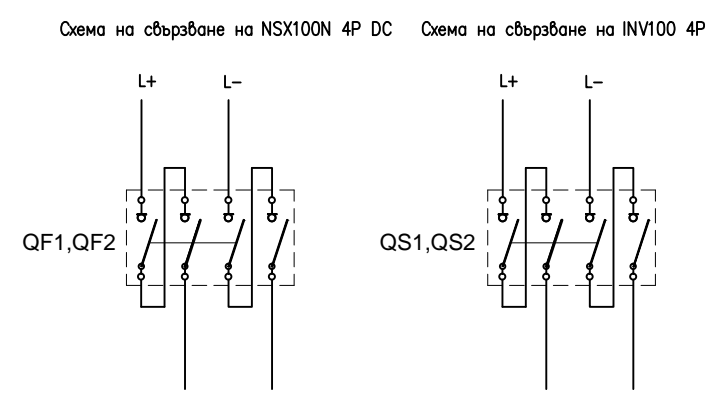 Схема на свързване на NSX100N 4P DC
Схема на свързване на INV100 4P
L+
L−
L+
L−
QF1,QF2
QS1,QS2